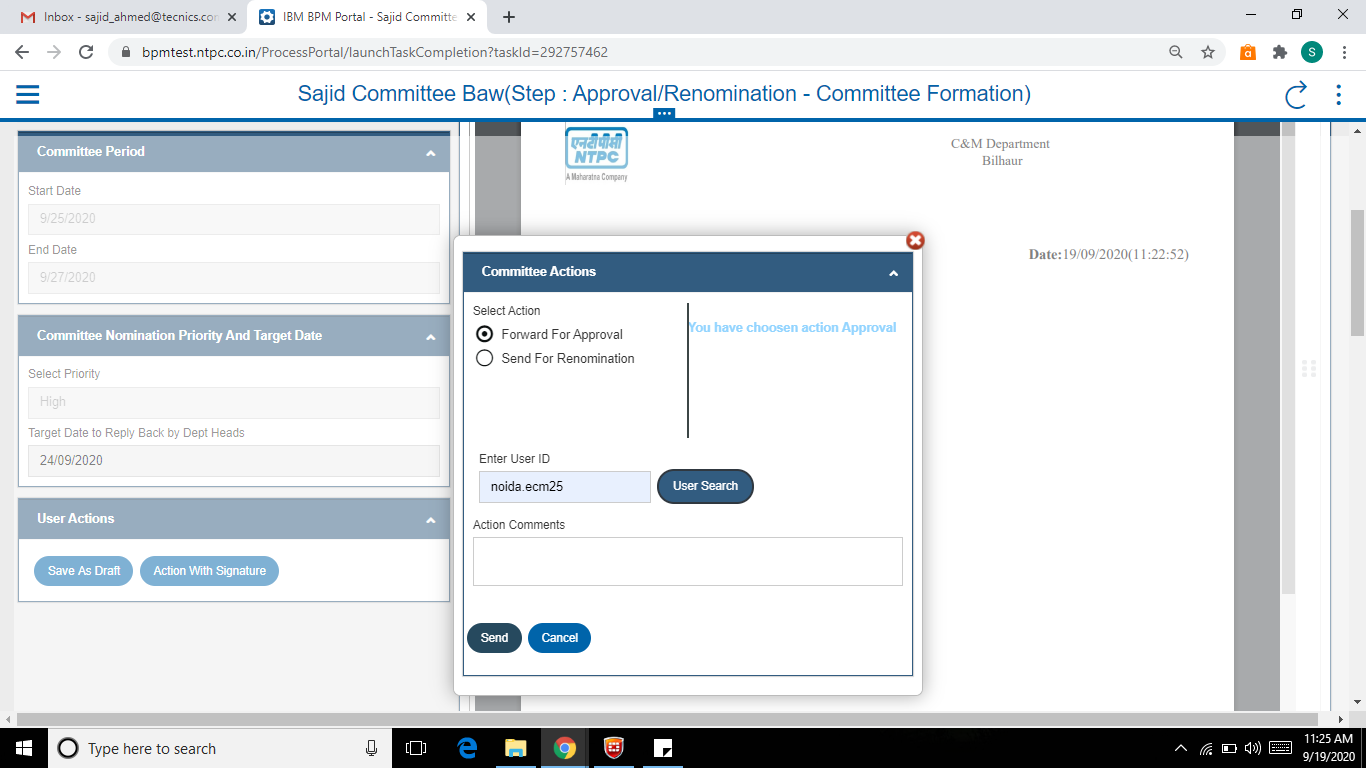 Inbox - sajid_ahmed@tecnics.con
IBM BPM Portal - Sajid Committe
bpmtest.ntpc.co.in/ProcessPortal/launchTaskCompletion?taskId=292757462
a
S
Sajid Committee Baw(Step : Approval/Renomination - Committee Formation)
Committee Period
Start Date
9/25/2020
End Date
9/27/2020
Committee Nomination Priority And Target Date
Select Priority
High
Target Date to Reply Back by Dept Heads
24/09/2020
User Actions
Save As Draft
Action With Signature
एनटीपीसी
NTPC
A Maharatna Company
C&M Department
Bilhaur
Date:19/09/2020(11:22:52)
Committee Actions
Select Action
Forward For Approval
Send For Renomination
You have choosen action Approval
Enter User ID
noida.ecm25
User Search
Action Comments
Send
Cancel
Type here to search
11:25 AM
9/19/2020